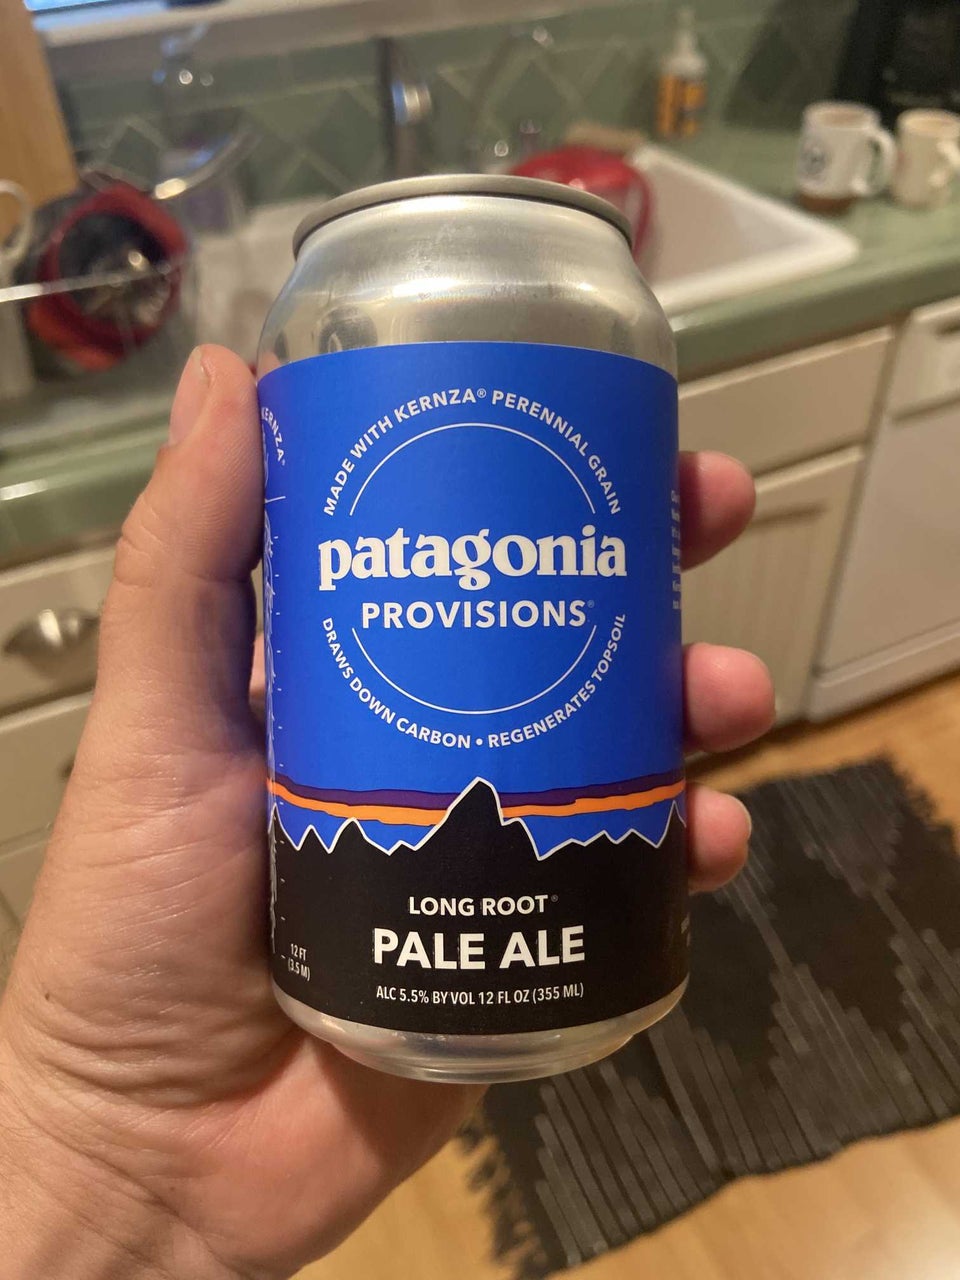 MADE WITH KERNZA® PERENNIAL GRAIN
patagonia
PROVISIONS®
DRAWS DOWN CARBON • REGENERATES TOPSOIL
LONG ROOT®
PALE ALE
ALC 5.5% BY VOL 12 FL OZ (355 ML)
KERNZA®
12 FT
(3.5 M)